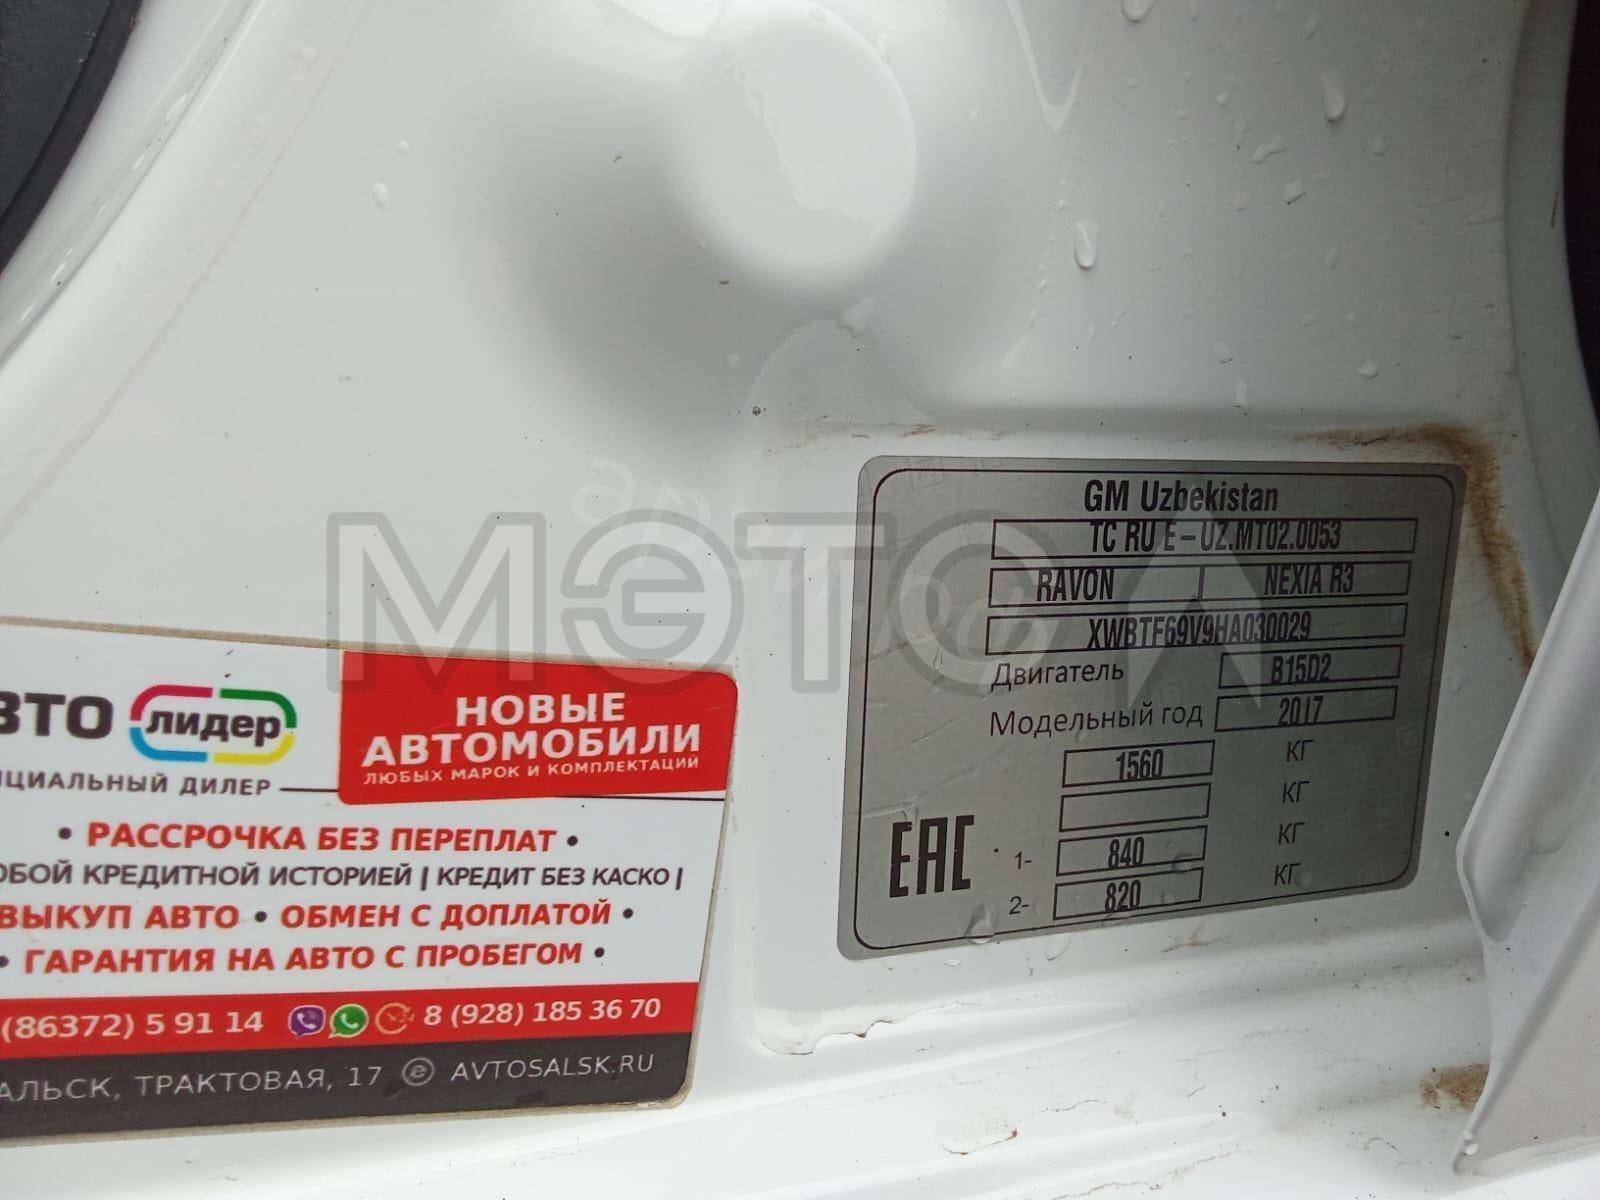 GM Uzbekistan
TC RU E-UZ.MT02.0053
RAVON NEXIA R3
XWBTF69V9HA030029
Двигатель B15D2
Модельный год 2017
1560 КГ
КГ
1- 840 КГ
2- 820 КГ
EAC
МЭТОЛ
ВТО лидер
ЦИАЛЬНЫЙ ДИЛЕР
НОВЫЕ
АВТОМОБИЛИ
ЛЮБЫХ МАРОК И КОМПЛЕКТАЦИЙ
• РАССРОЧКА БЕЗ ПЕРЕПЛАТ •
ОБОЙ КРЕДИТНОЙ ИСТОРИЕЙ | КРЕДИТ БЕЗ КАСКО |
ВЫКУП АВТО • ОБМЕН С ДОПЛАТОЙ •
• ГАРАНТИЯ НА АВТО С ПРОБЕГОМ •
(86372) 5 91 14 8 (928) 185 36 70
АЛЬСК, ТРАКТОВАЯ, 17 AVTOSALSK.RU